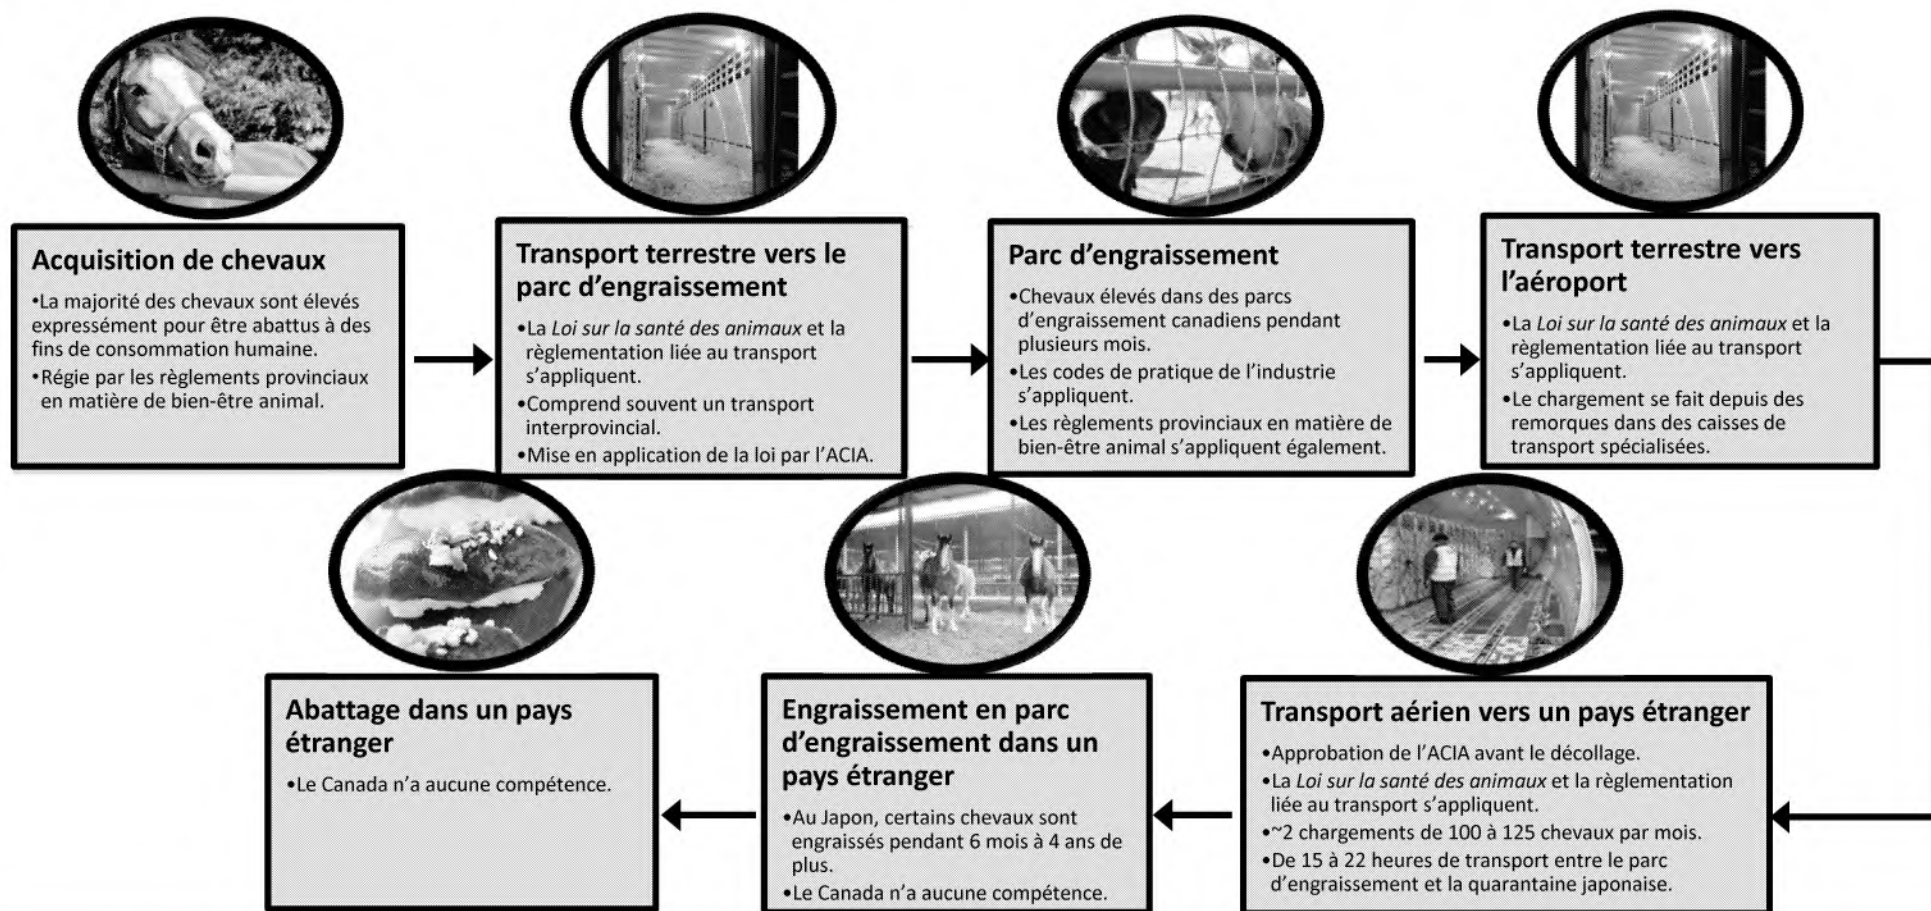 Acquisition de chevaux
•La majorité des chevaux sont élevés
expressément pour être abattus à des
fins de consommation humaine.
•Régie par les règlements provinciaux
en matière de bien-être animal.
Transport terrestre vers le
parc d'engraissement
•La Loi sur la santé des animaux et la
règlementation liée au transport
s'appliquent.
•Comprend souvent un transport
interprovincial.
•Mise en application de la loi par l'ACIA.
Parc d'engraissement
•Chevaux élevés dans des parcs
d'engraissement canadiens pendant
plusieurs mois.
•Les codes de pratique de l'industrie
s'appliquent.
•Les règlements provinciaux en matière de
bien-être animal s'appliquent également.
Transport terrestre vers
l'aéroport
•La Loi sur la santé des animaux et la
règlementation liée au transport
s'appliquent.
•Le chargement se fait depuis des
remorques dans des caisses de
transport spécialisées.
Transport aérien vers un pays étranger
•Approbation de l'ACIA avant le décollage.
•La Loi sur la santé des animaux et la règlementation
liée au transport s'appliquent.
•~2 chargements de 100 à 125 chevaux par mois.
•De 15 à 22 heures de transport entre le parc
d'engraissement et la quarantaine japonaise.
Engraissement en parc
d'engraissement dans un
pays étranger
•Au Japon, certains chevaux sont
engraissés pendant 6 mois à 4 ans de
plus.
•Le Canada n'a aucune compétence.
Abattage dans un pays
étranger
•Le Canada n'a aucune compétence.